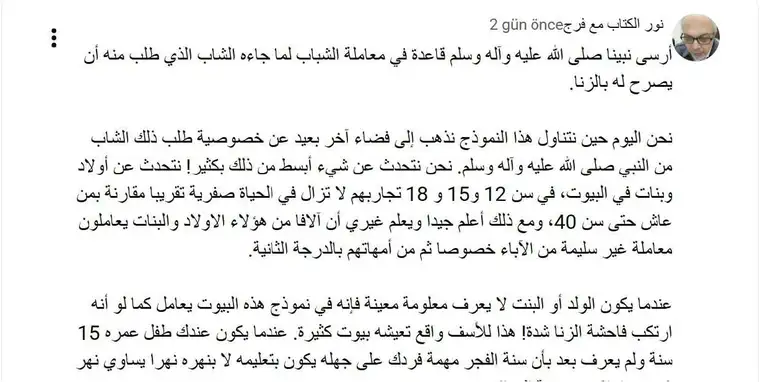 نور الكتاب مع فرج 2 gün önce
أرسى نبينا صلى الله عليه وآله وسلم قاعدة في معاملة الشباب لما جاءه الشاب الذي طلب منه أن
يصرح له بالزنا.
نحن اليوم حين نتناول هذا النموذج نذهب إلى فضاء آخر بعيد عن خصوصية طلب ذلك الشاب
من النبي صلى الله عليه وآله وسلم. نحن نتحدث عن شيء أبسط من ذلك بكثير! نتحدث عن أولاد
وبنات في البيوت، في سن 12 و15 و 18 تجاربهم لا تزال في الحياة صفرية تقريبا مقارنة بمن
عاش حتى سن 40، ومع ذلك أعلم جيدا ويعلم غيري أن آلافا من هؤلاء الاولاد والبنات يعاملون
معاملة غير سليمة من الآباء خصوصا ثم من أمهاتهم بالدرجة الثانية.
عندما يكون الولد أو البنت لا يعرف معلومة معينة فإنه في نموذج هذه البيوت يعامل كما لو أنه
ارتكب فاحشة الزنا شدة! هذا للأسف واقع تعيشه بيوت كثيرة. عندما يكون عندك طفل عمره 15
سنة ولم يعرف بعد بأن سنة الفجر مهمة فردك على جهله يكون بتعليمه لا بنهره نهرا يساوي نهر